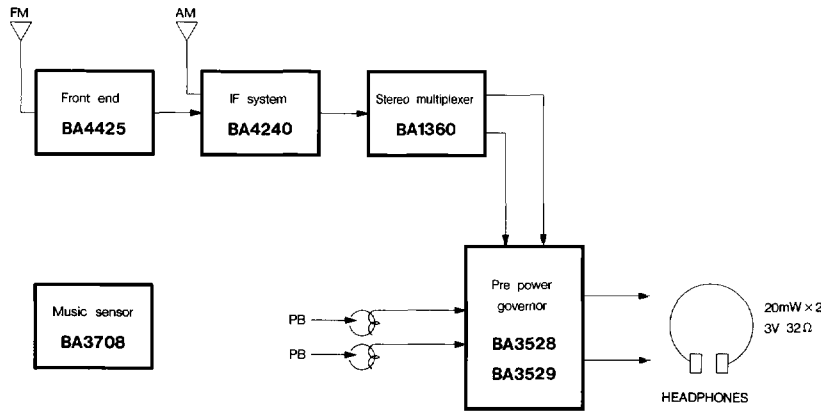 FM
AM
Front end
BA4425
IF system
BA4240
Stereo multiplexer
BA1360
Music sensor
BA3708
PB
PB
Pre power
governor
BA3528
BA3529
20mW × 2
3V 32Ω
HEADPHONES